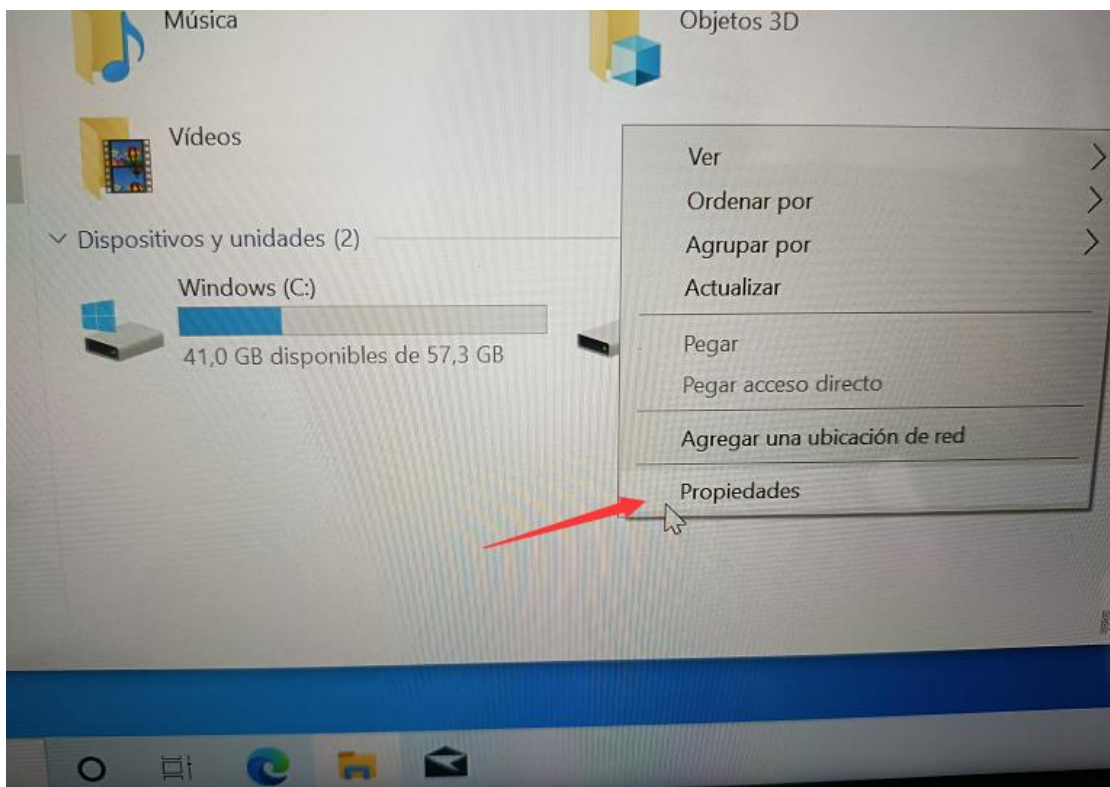 Música
Objetos 3D
Vídeos
Dispositivos y unidades (2)
Windows (C:)
41,0 GB disponibles de 57,3 GB
Ver
Ordenar por
Agrupar por
Actualizar
Pegar
Pegar acceso directo
Agregar una ubicación de red
Propiedades